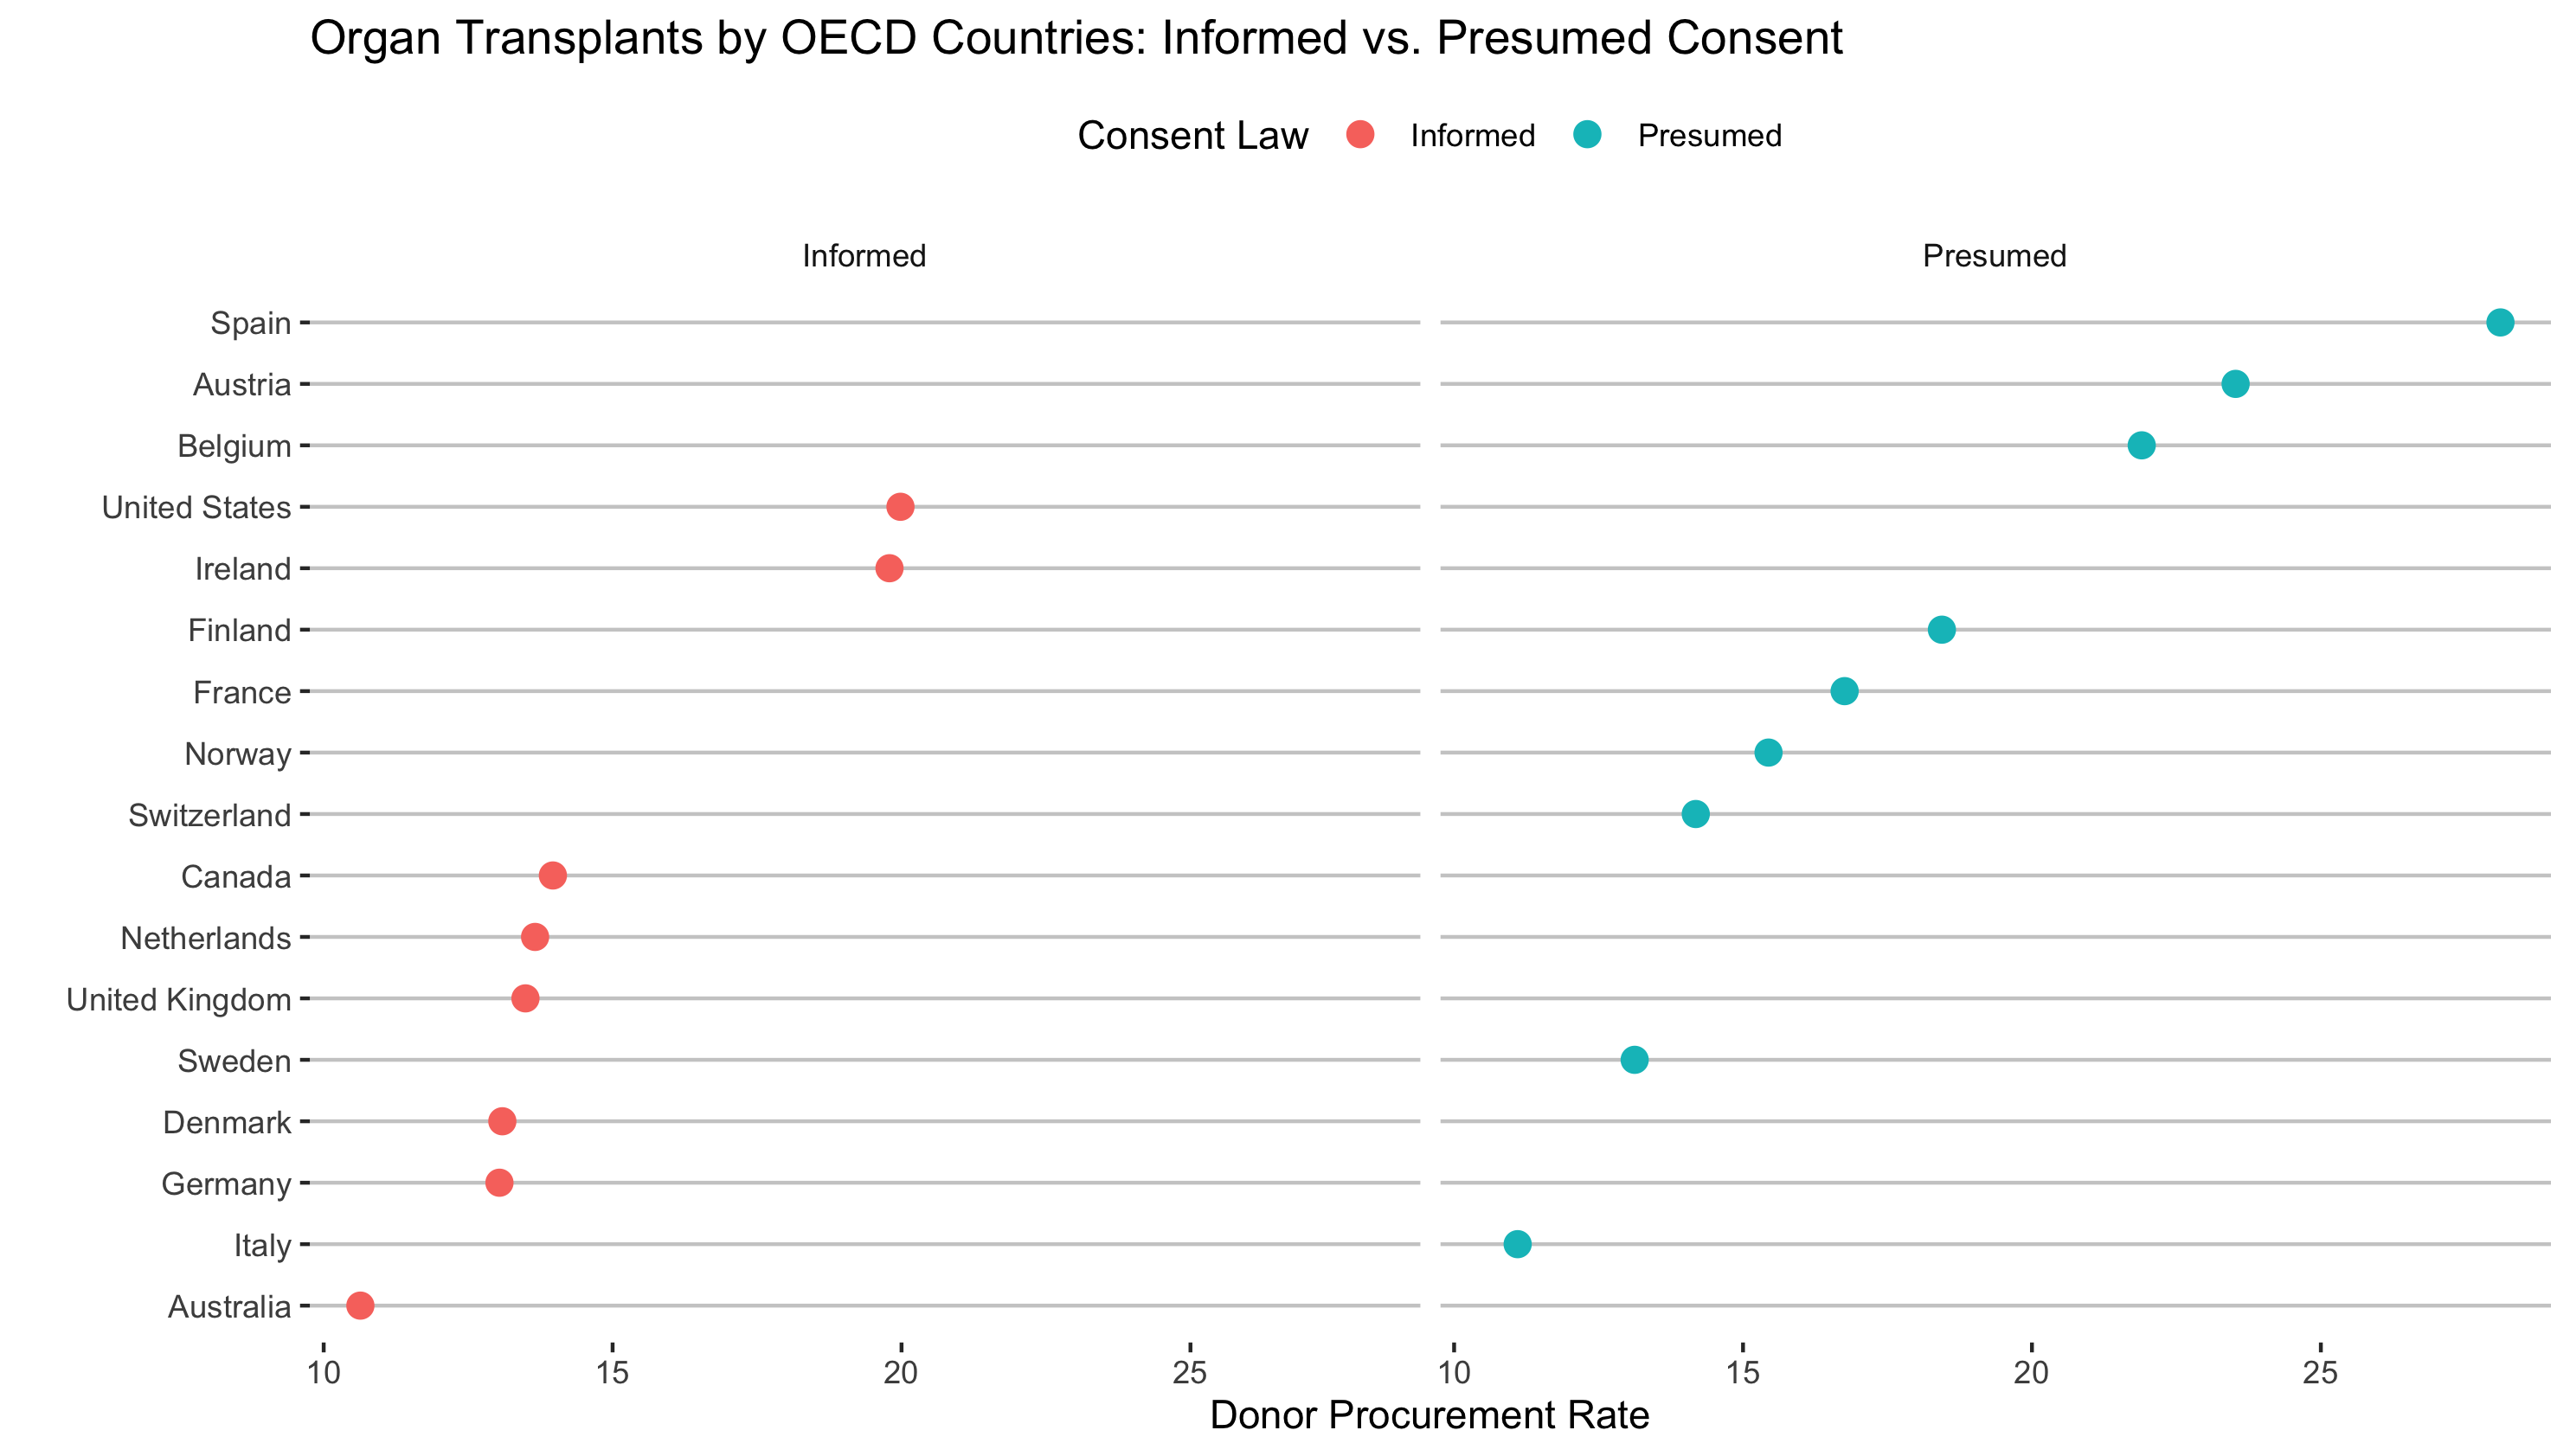 Organ Transplants by OECD Countries: Informed vs. Presumed Consent
Consent Law Informed Presumed
Informed Presumed
Spain
Austria
Belgium
United States
Ireland
Finland
France
Norway
Switzerland
Canada
Netherlands
United Kingdom
Sweden
Denmark
Germany
Italy
Australia
10 15 20 25 10 15 20 25
Donor Procurement Rate